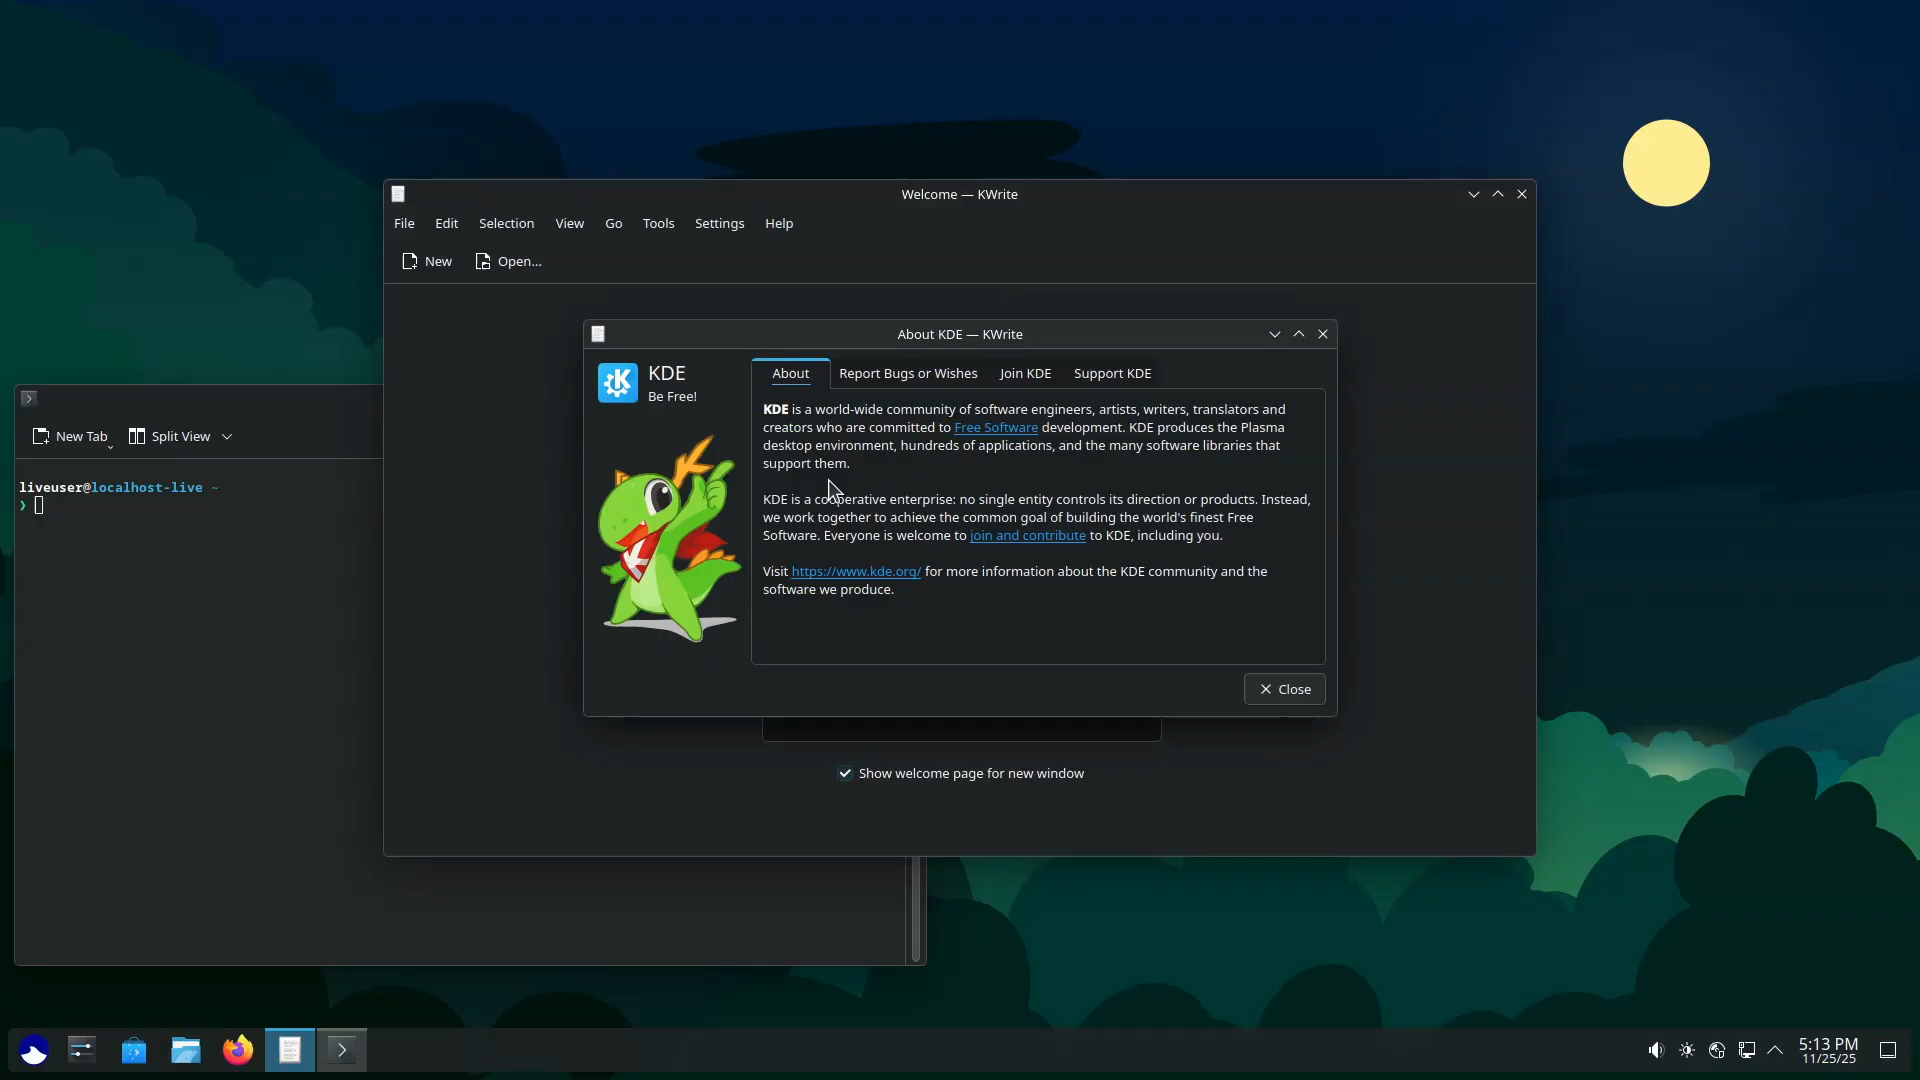 Welcome — KWrite
File Edit Selection View Go Tools Settings Help
New Open...
About KDE — KWrite
KDE
Be Free!
About Report Bugs or Wishes Join KDE Support KDE
KDE is a world-wide community of software engineers, artists, writers, translators and
creators who are committed to Free Software development. KDE produces the Plasma
desktop environment, hundreds of applications, and the many software libraries that
support them.
KDE is a cooperative enterprise: no single entity controls its direction or products. Instead,
we work together to achieve the common goal of building the world's finest Free
Software. Everyone is welcome to join and contribute to KDE, including you.
Visit https://www.kde.org/ for more information about the KDE community and the
software we produce.
Close
Show welcome page for new window
New Tab Split View
liveuser@localhost-live ~
❯
5:13 PM
11/25/25